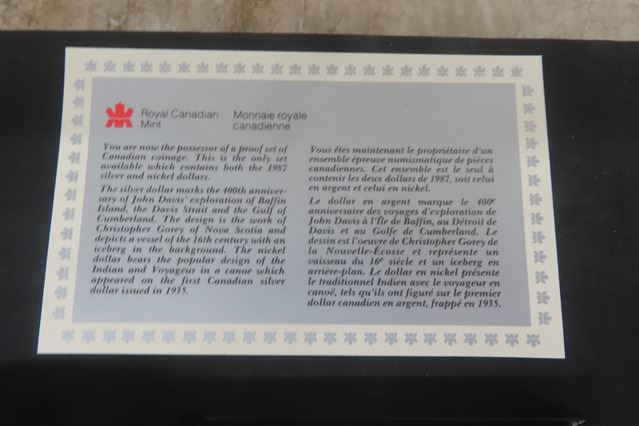 Royal Canadian
Mint
Monnaie royale
canadienne
You are now the possessor of a proof set of
Canadian coinage. This is the only set
available which contains both the 1987
silver and nickel dollars.
The silver dollar marks the 400th anniver-
sary of John Davis' exploration of Baffin
Island, the Davis Strait and the Gulf of
Cumberland. The design is the work of
Christopher Gorey of Nova Scotia and
depicts a vessel of the 16th century with an
iceberg in the background. The nickel
dollar bears the popular design of the
Indian and Voyageur in a canoe which
appeared on the first Canadian silver
dollar issued in 1935.
Vous êtes maintenant le propriétaire d'un
ensemble épreuve numismatique de pièces
canadiennes. Cet ensemble est le seul à
contenir les deux dollars de 1987, soit celui
en argent et celui en nickel.
Le dollar en argent marque le 400e
anniversaire des voyages d'exploration de
John Davis à l'Île de Baffin, au Détroit de
Davis et au Golfe de Cumberland. Le
dessin est l'oeuvre de Christopher Gorey de
la Nouvelle-Écosse et représente un
vaisseau du 16e siècle et un iceberg en
arrière-plan. Le dollar en nickel présente
le traditionnel Indien avec le voyageur en
canoë, tels qu'ils ont figuré sur le premier
dollar canadien en argent, frappé en 1935.